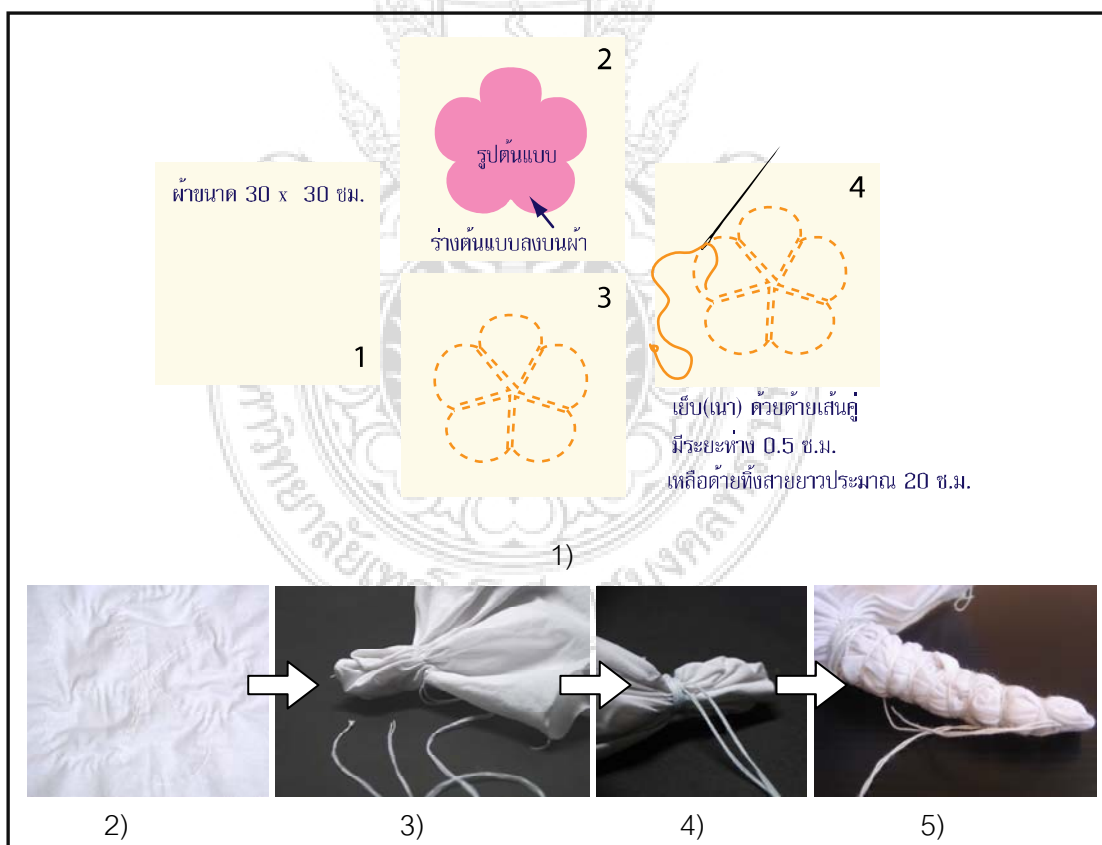 2
รูปต้นแบบ
ร่างต้นแบบลงบนผ้า
ผ้าขนาด 30 x 30 ซม.
1
3
4
เย็บ(เนา) ด้วยด้ายเส้นคู่
มีระยะห่าง 0.5 ซ.ม.
เหลือด้ายทิ้งสายยาวประมาณ 20 ซ.ม.
1)
2)
3)
4)
5)